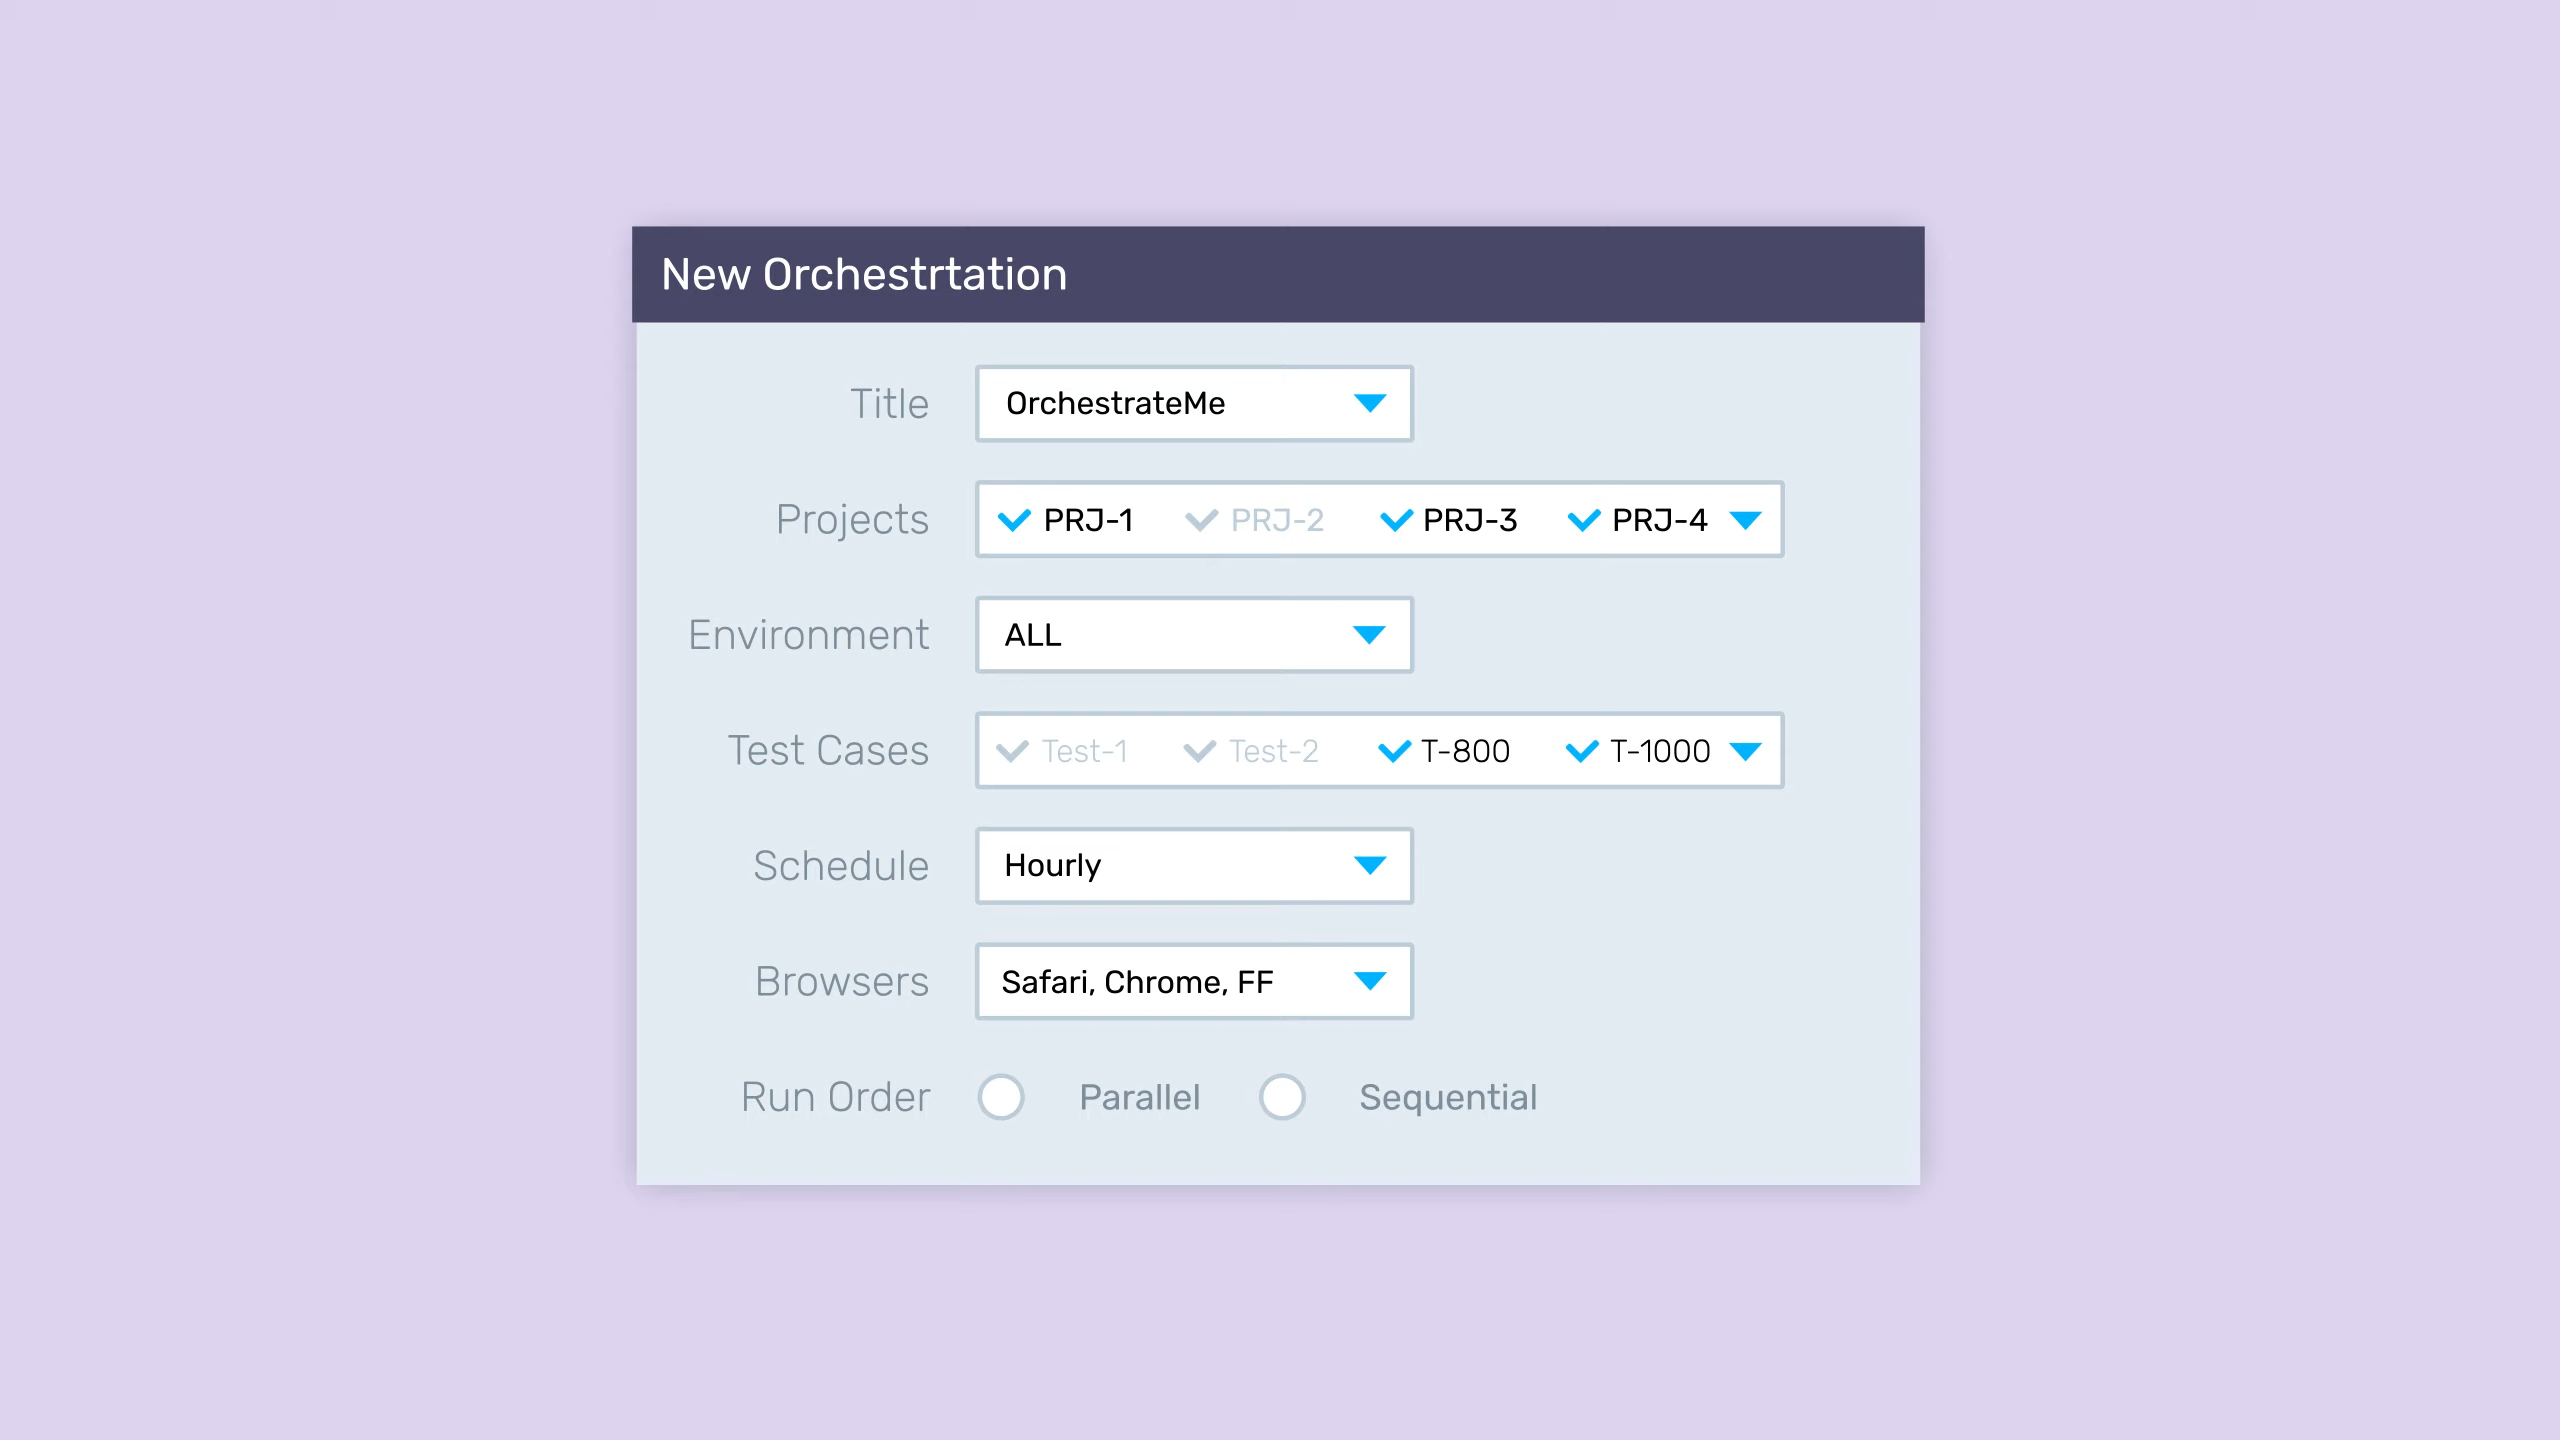 New Orchestrtation
Title OrchestrateMe
Projects PRJ-1 PRJ-2 PRJ-3 PRJ-4
Environment ALL
Test Cases Test-1 Test-2 T-800 T-1000
Schedule Hourly
Browsers Safari, Chrome, FF
Run Order Parallel Sequential